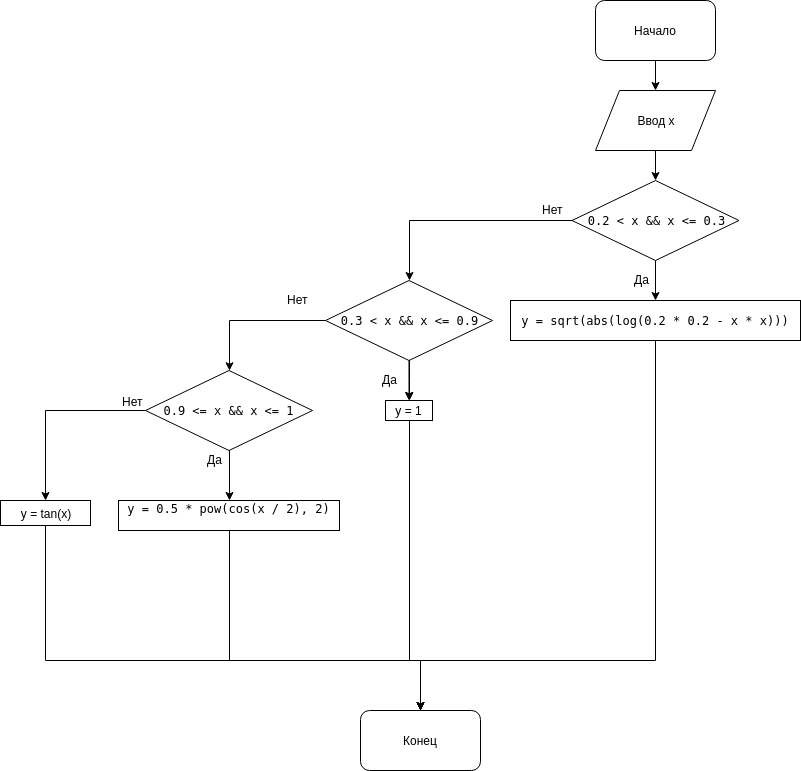 Начало
Ввод x
0.2 < x && x <= 0.3
Нет
Да
y = sqrt(abs(log(0.2 * 0.2 - x * x)))
0.3 < x && x <= 0.9
Нет
Да
y = 1
0.9 <= x && x <= 1
Нет
Да
y = tan(x)
y = 0.5 * pow(cos(x / 2), 2)
Конец